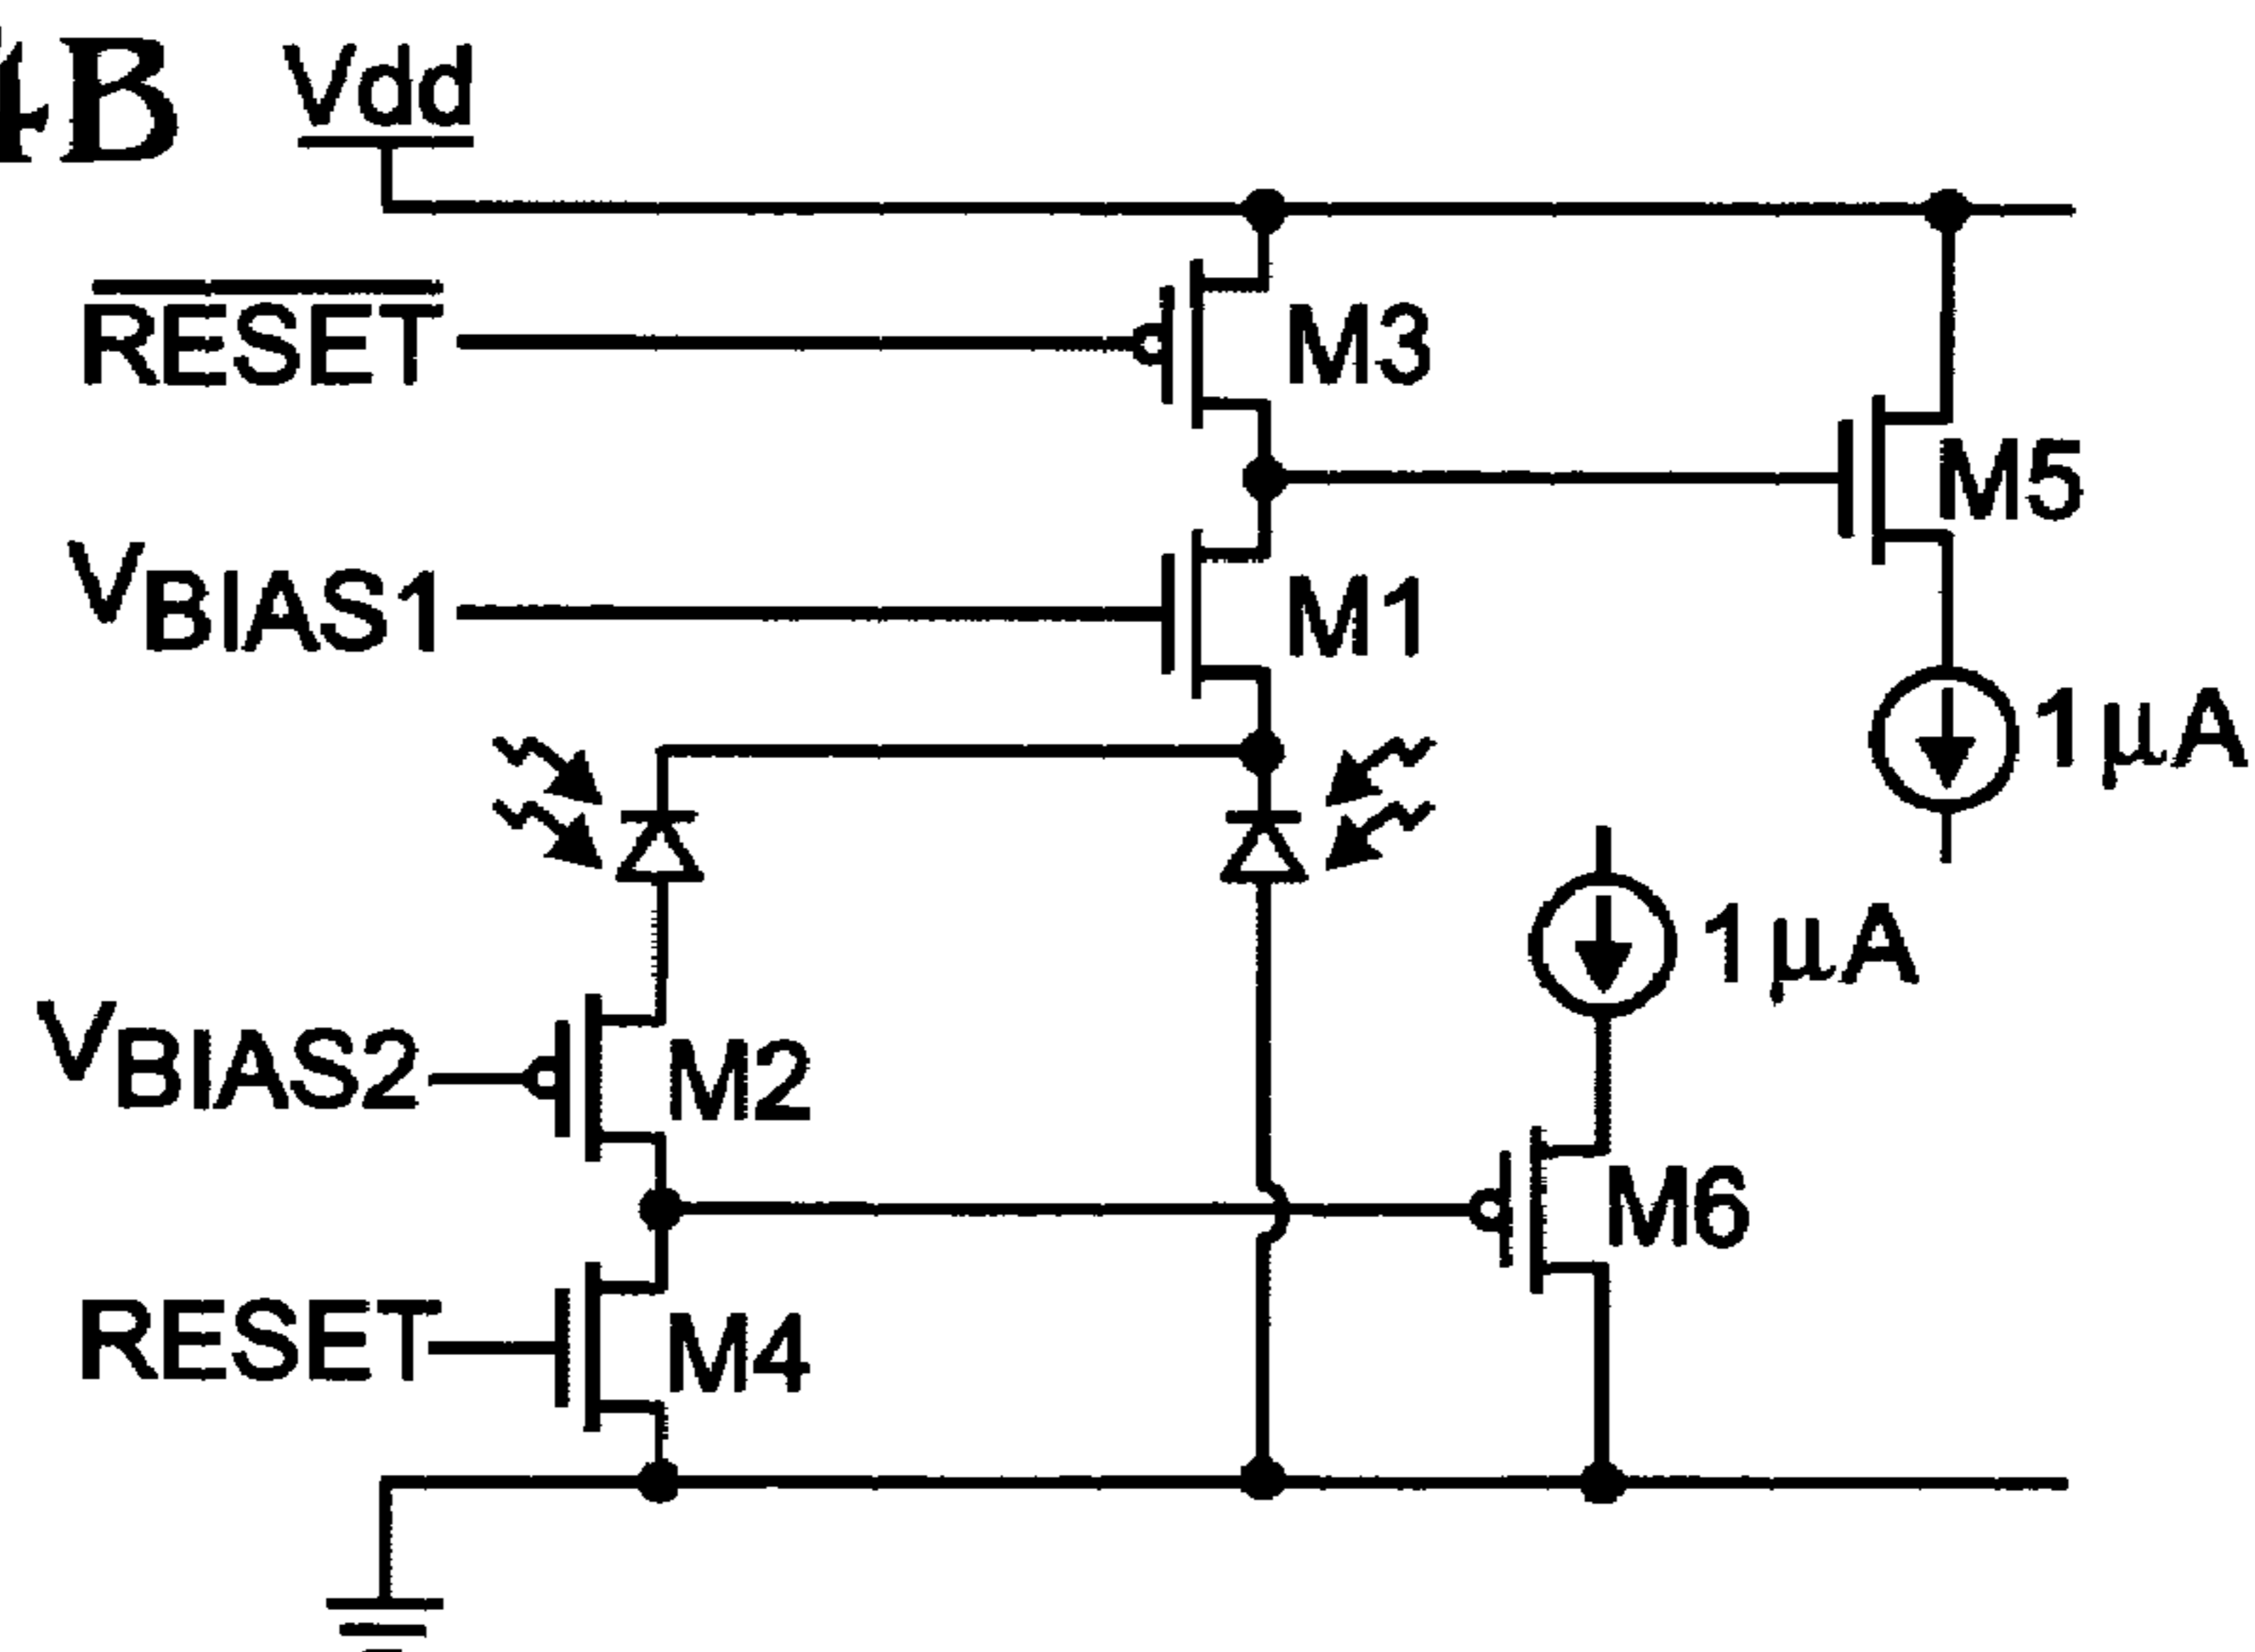 4B
Vdd
RESET
M3
M5
VBIAS1
M1
1μA
1μA
VBIAS2
M2
M6
RESET
M4